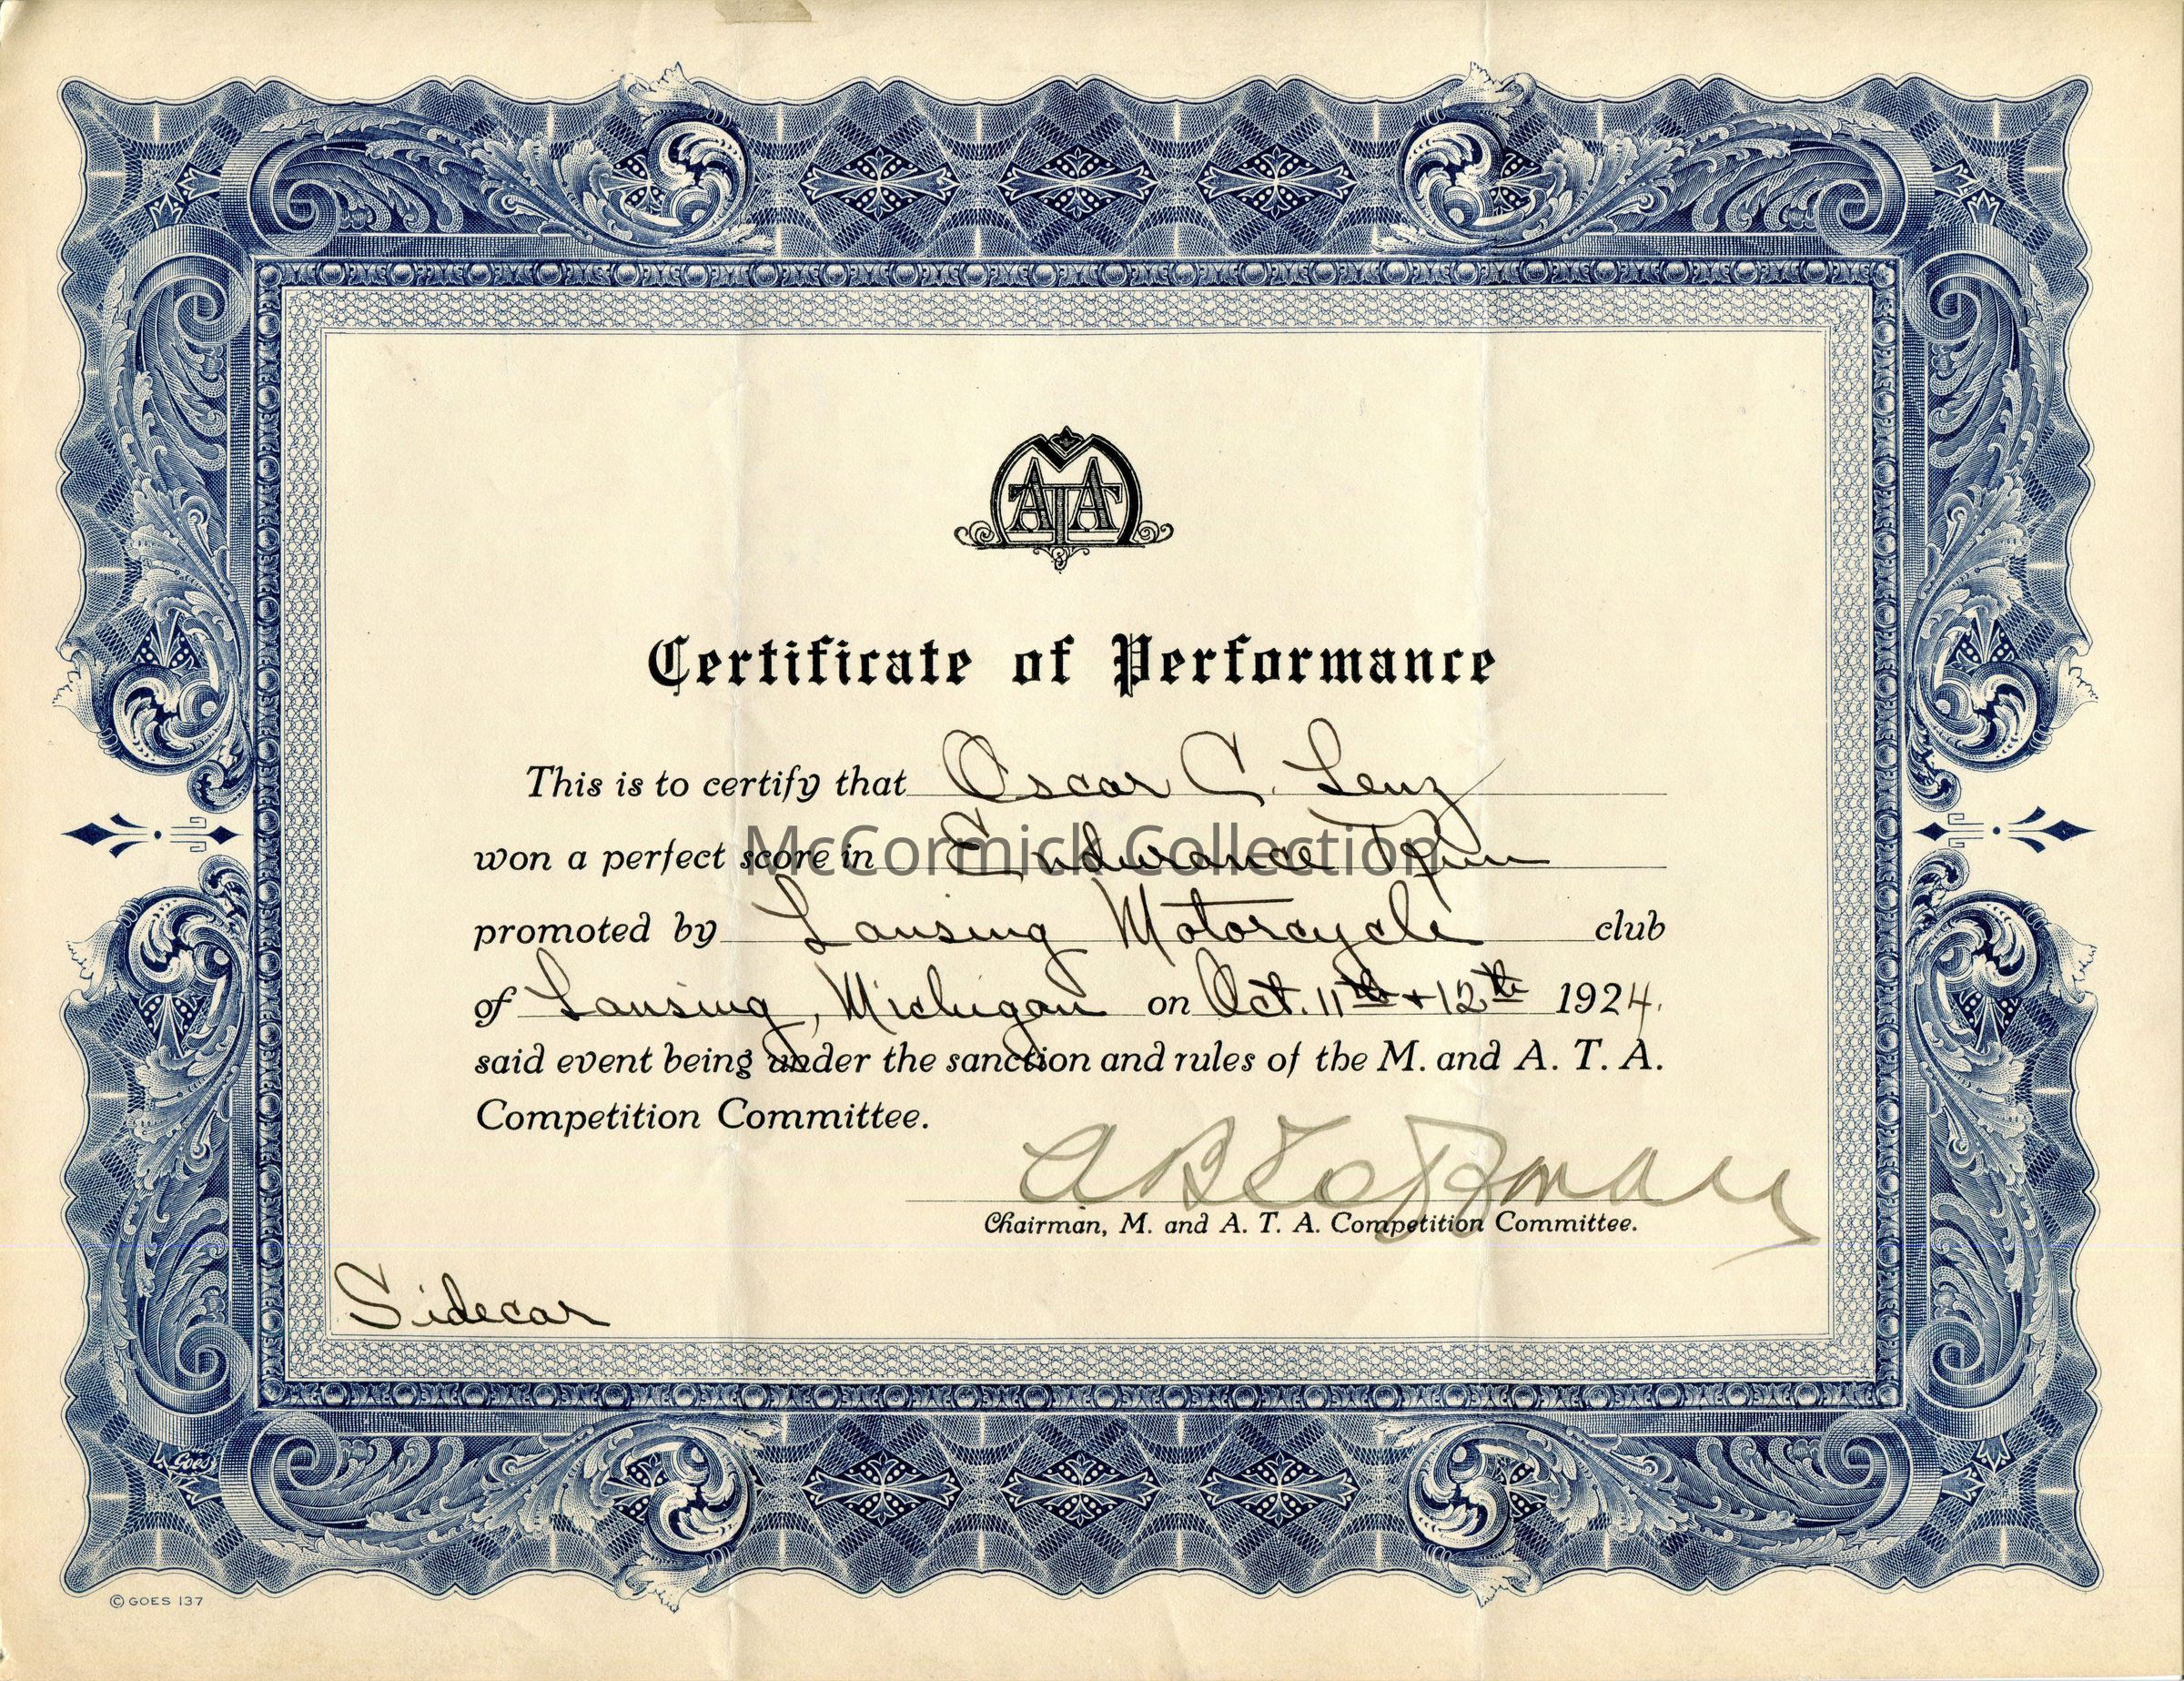 MATA
Certificate of Performance
This is to certify that Oscar C. Lenz
won a perfect score in Endurance Run
McCormick Collection
promoted by Lansing Motorcycle club
of Lansing, Michigan on Oct. 11th + 12th 1924.
said event being under the sanction and rules of the M. and A. T. A.
Competition Committee.
A B Coffman
Chairman, M. and A. T. A. Competition Committee.
Sidecar
Goes
© GOES 137